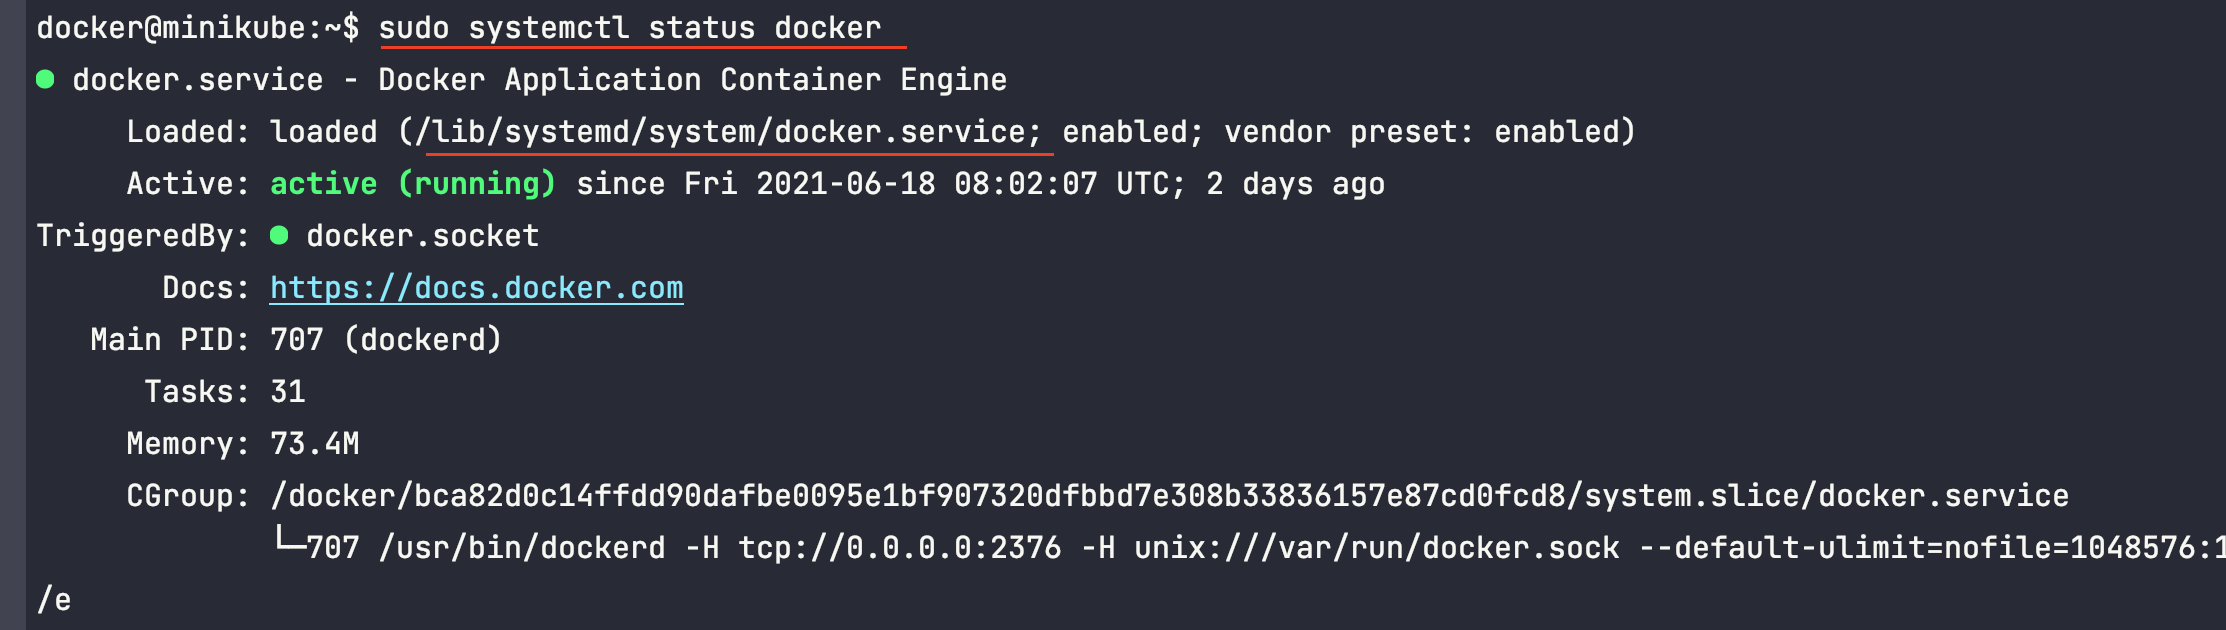 docker@minikube:~$ sudo systemctl status docker
● docker.service - Docker Application Container Engine
Loaded: loaded (/lib/systemd/system/docker.service; enabled; vendor preset: enabled)
Active: active (running) since Fri 2021-06-18 08:02:07 UTC; 2 days ago
TriggeredBy: ● docker.socket
Docs: https://docs.docker.com
Main PID: 707 (dockerd)
Tasks: 31
Memory: 73.4M
CGroup: /docker/bca82d0c14ffdd90dafbe0095e1bf907320dfbbd7e308b33836157e87cd0fcd8/system.slice/docker.service
└─707 /usr/bin/dockerd -H tcp://0.0.0.0:2376 -H unix:///var/run/docker.sock --default-ulimit=nofile=1048576:1
/e